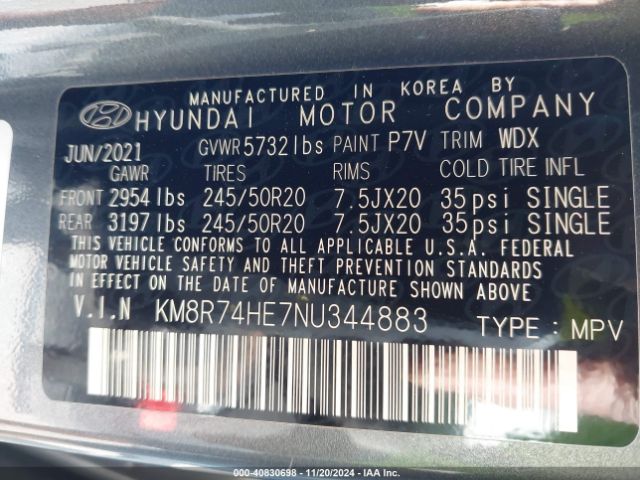 MANUFACTURED IN KOREA BY
HYUNDAI MOTOR COMPANY
JUN/2021 GVWR 5732 lbs PAINT P7V TRIM WDX
GAWR TIRES RIMS COLD TIRE INFL
FRONT 2954 lbs 245/50R20 7.5JX20 35 psi SINGLE
REAR 3197 lbs 245/50R20 7.5JX20 35 psi SINGLE
THIS VEHICLE CONFORMS TO ALL APPLICABLE U.S.A. FEDERAL
MOTOR VEHICLE SAFETY AND THEFT PREVENTION STANDARDS
IN EFFECT ON THE DATE OF MANUFACTURE SHOWN ABOVE.
V.I.N KM8R74HE7NU344883 TYPE: MPV
000-40830698 - 11/20/2024 - IAA Inc.